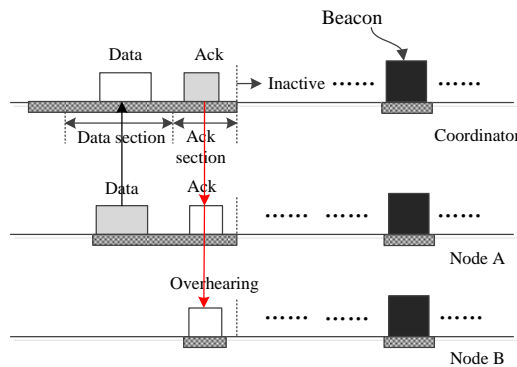 Beacon
Data
Ack
Inactive
......
......
Coordinator
Data section
Ack section
Data
Ack
......
......
......
Node A
Overhearing
......
......
......
Node B